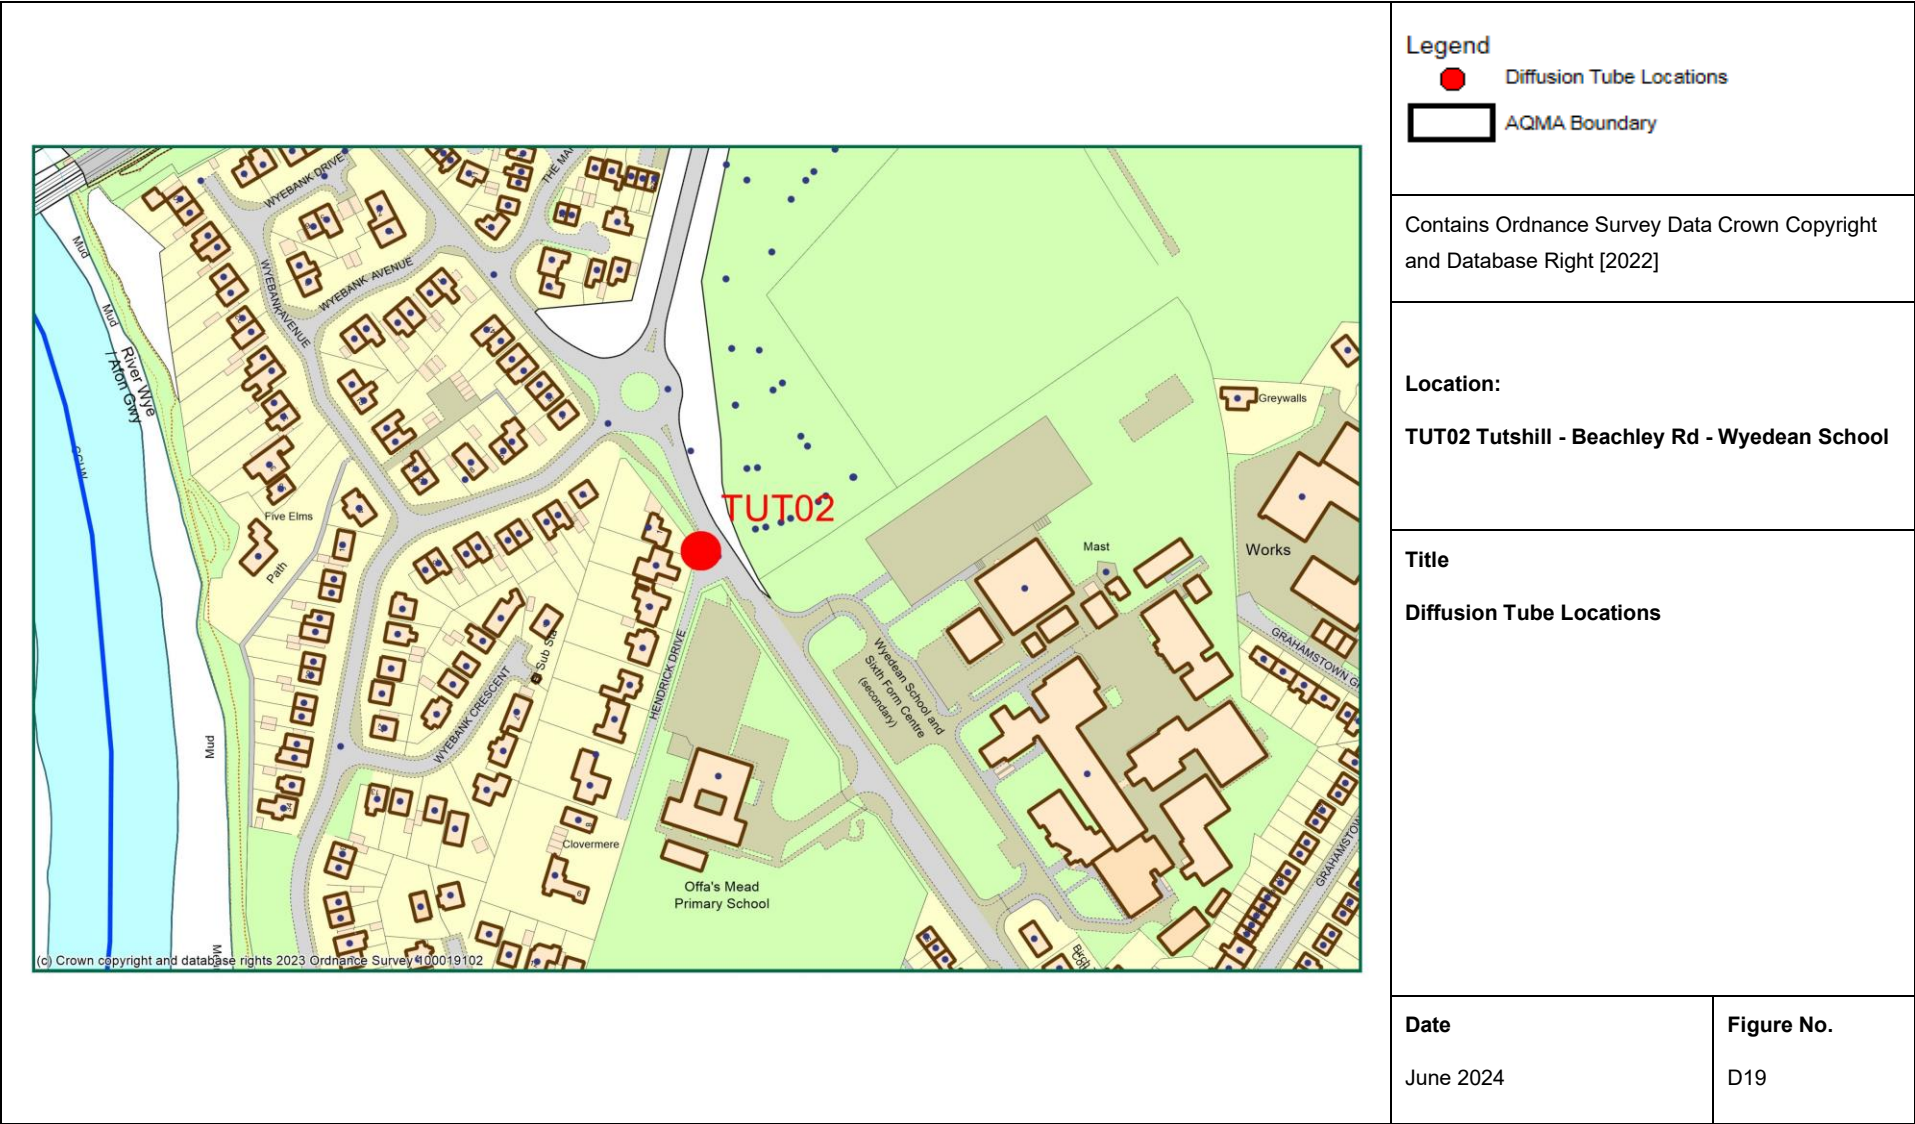 WYEBANK DRIVE
WYEBANK AVENUE
WYEBANK AVENUE
Mud
Mud
River Wye
/ Afon Gwy
Five Elms
Path
TUT02
Greywalls
Works
Mast
Sub Sta
WYEBANK CRESCENT
HENDRICK DRIVE
Wyedean School and
Sixth Form Centre
(secondary)
GRAHAMSTOWN
GRAHAMSTOWN
Mud
Clovermere
Offa's Mead
Primary School
(c) Crown copyright and database rights 2023 Ordnance Survey 100019102
Legend
Diffusion Tube Locations
AQMA Boundary
Contains Ordnance Survey Data Crown Copyright
and Database Right [2022]
Location:
TUT02 Tutshill - Beachley Rd - Wyedean School
Title
Diffusion Tube Locations
Date
June 2024
Figure No.
D19